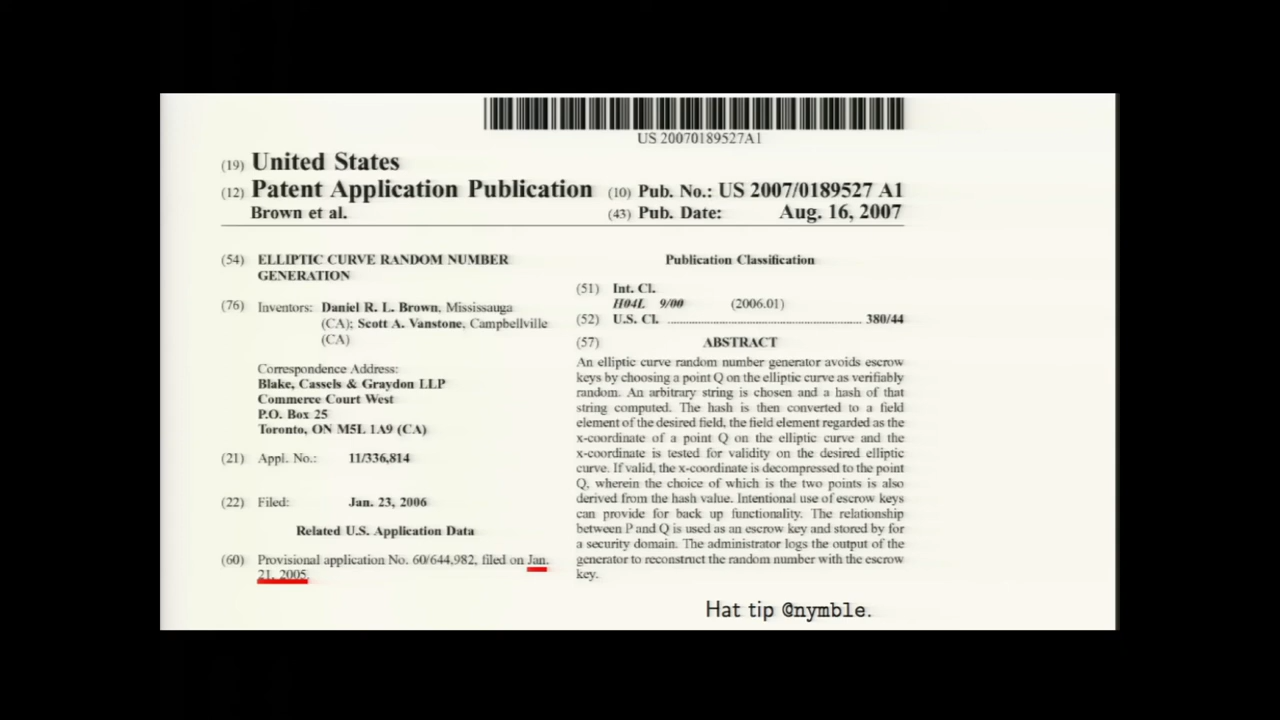 US 20070189527A1
(19) United States
(12) Patent Application Publication
Brown et al.
(10) Pub. No.: US 2007/0189527 A1
(43) Pub. Date: Aug. 16, 2007
(54) ELLIPTIC CURVE RANDOM NUMBER
GENERATION
(76) Inventors: Daniel R. L. Brown, Mississauga
(CA); Scott A. Vanstone, Campbellville
(CA)
Correspondence Address:
Blake, Cassels & Graydon LLP
Commerce Court West
P.O. Box 25
Toronto, ON M5L 1A9 (CA)
(21) Appl. No.: 11/336,814
(22) Filed: Jan. 23, 2006
Related U.S. Application Data
(60) Provisional application No. 60/644,982, filed on Jan.
21, 2005.
Publication Classification
(51) Int. Cl.
H04L 9/00 (2006.01)
(52) U.S. Cl. ................................................................ 380/44
(57) ABSTRACT
An elliptic curve random number generator avoids escrow
keys by choosing a point Q on the elliptic curve as verifiably
random. An arbitrary string is chosen and a hash of that
string computed. The hash is then converted to a field
element of the desired field, the field element regarded as the
x-coordinate of a point Q on the elliptic curve and the
x-coordinate is tested for validity on the desired elliptic
curve. If valid, the x-coordinate is decompressed to the point
Q, wherein the choice of which is the two points is also
derived from the hash value. Intentional use of escrow keys
can provide for back up functionality. The relationship
between P and Q is used as an escrow key and stored by for
a security domain. The administrator logs the output of the
generator to reconstruct the random number with the escrow
key.
Hat tip @nymble.